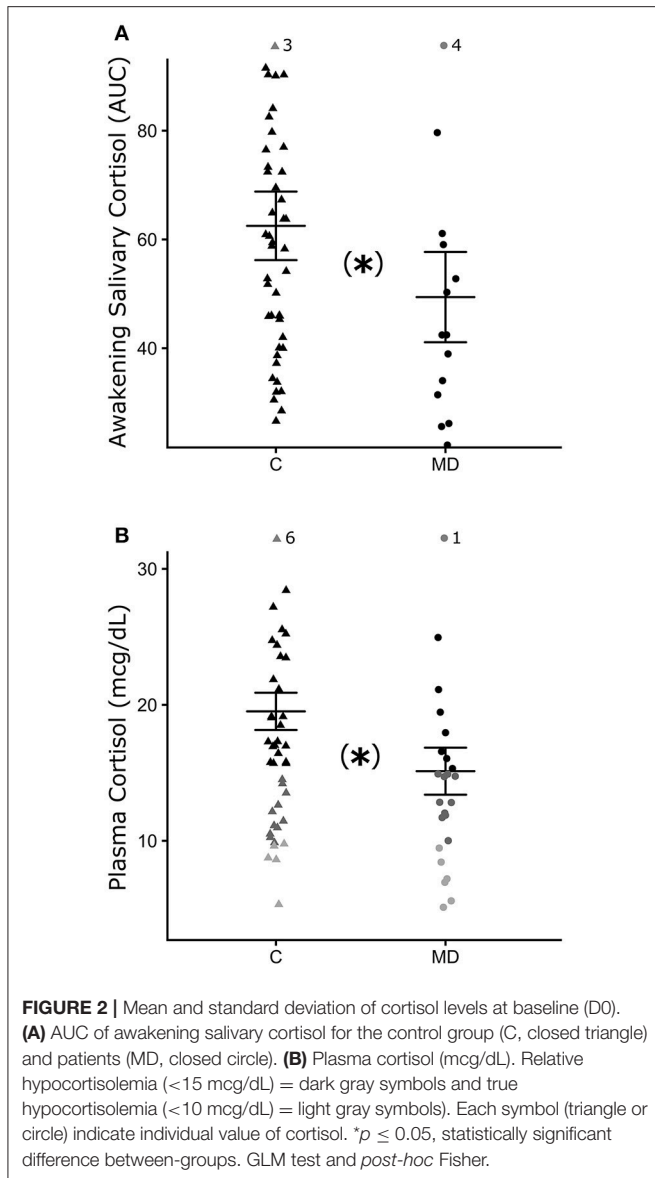 A
3
4
Awakening Salivary Cortisol (AUC)
80
60
40
(*)
C
MD
B
6
1
Plasma Cortisol (mcg/dL)
30
20
10
(*)
C
MD
FIGURE 2 | Mean and standard deviation of cortisol levels at baseline (D0).
(A) AUC of awakening salivary cortisol for the control group (C, closed triangle)
and patients (MD, closed circle). (B) Plasma cortisol (mcg/dL). Relative
hypocortisolemia (<15 mcg/dL) = dark gray symbols and true
hypocortisolemia (<10 mcg/dL) = light gray symbols). Each symbol (triangle or
circle) indicate individual value of cortisol. *p ≤ 0.05, statistically significant
difference between-groups. GLM test and post-hoc Fisher.